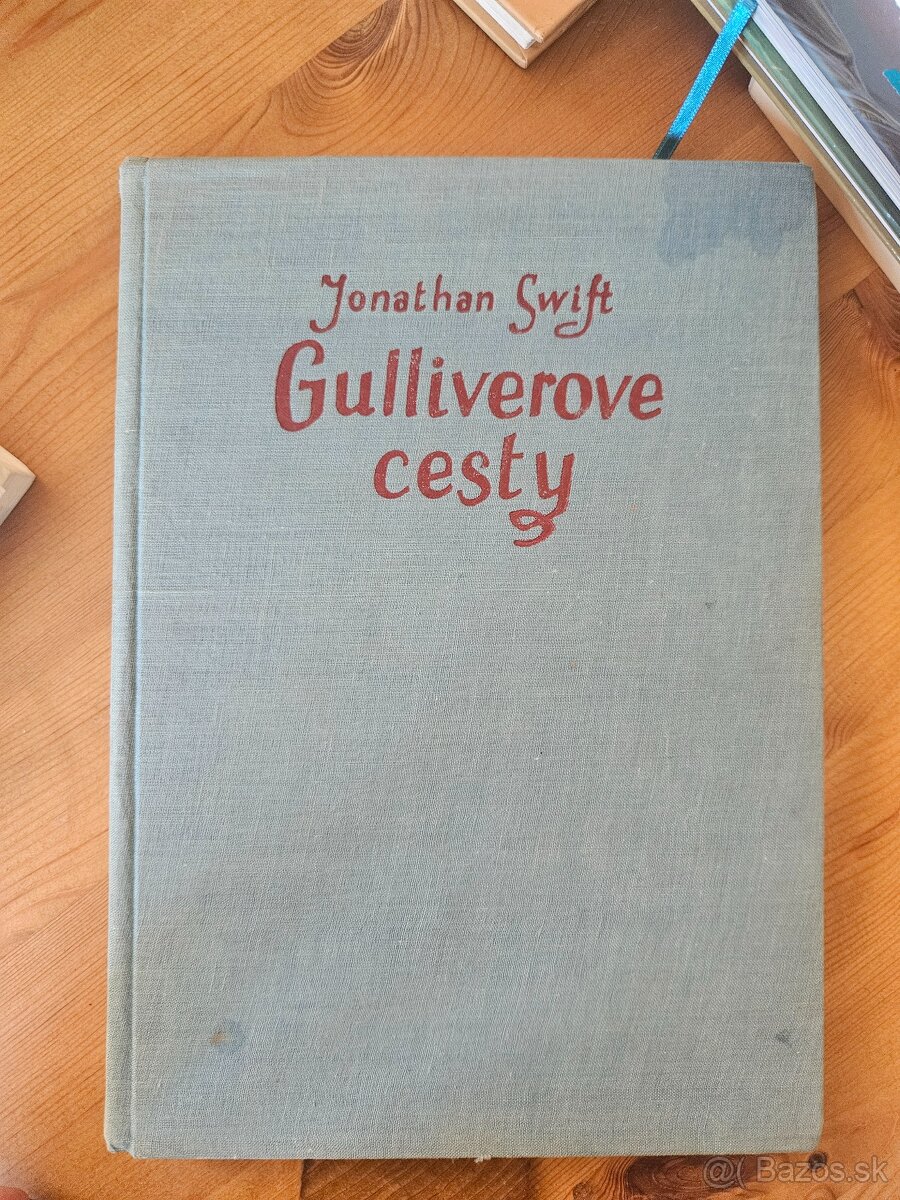 Jonathan Swift
Gulliverove
cesty
@( Bazos.sk